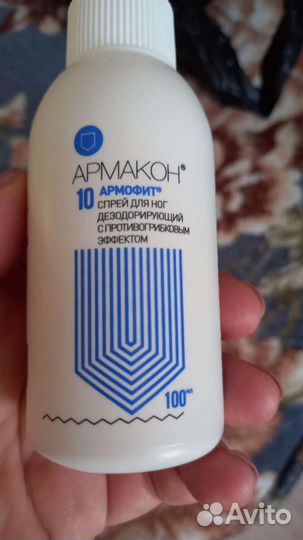 АРМАКОН®
10 АРМОФИТ®
СПРЕЙ ДЛЯ НОГ
ДЕЗОДОРИРУЮЩИЙ
С ПРОТИВОГРИБКОВЫМ
ЭФФЕКТОМ
100 мл
Avito